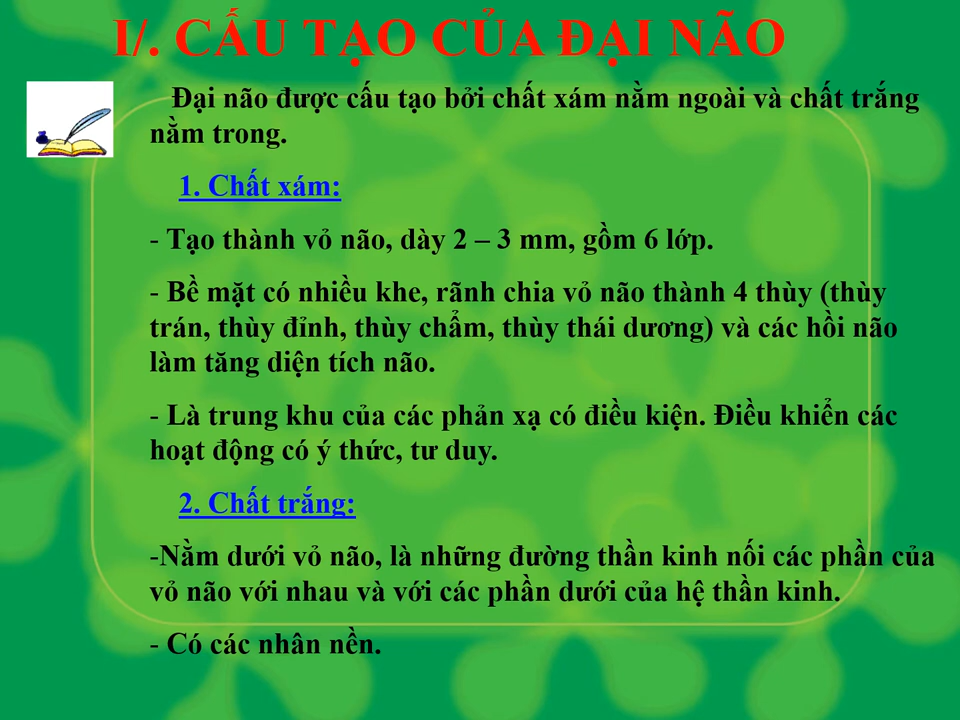 I/. CẤU TẠO CỦA ĐẠI NÃO
Đại não được cấu tạo bởi chất xám nằm ngoài và chất trắng
nằm trong.
1. Chất xám:
- Tạo thành vỏ não, dày 2 – 3 mm, gồm 6 lớp.
- Bề mặt có nhiều khe, rãnh chia vỏ não thành 4 thùy (thùy
trán, thùy đỉnh, thùy chẩm, thùy thái dương) và các hồi não
làm tăng diện tích não.
- Là trung khu của các phản xạ có điều kiện. Điều khiển các
hoạt động có ý thức, tư duy.
2. Chất trắng:
-Nằm dưới vỏ não, là những đường thần kinh nối các phần của
vỏ não với nhau và với các phần dưới của hệ thần kinh.
- Có các nhân nền.